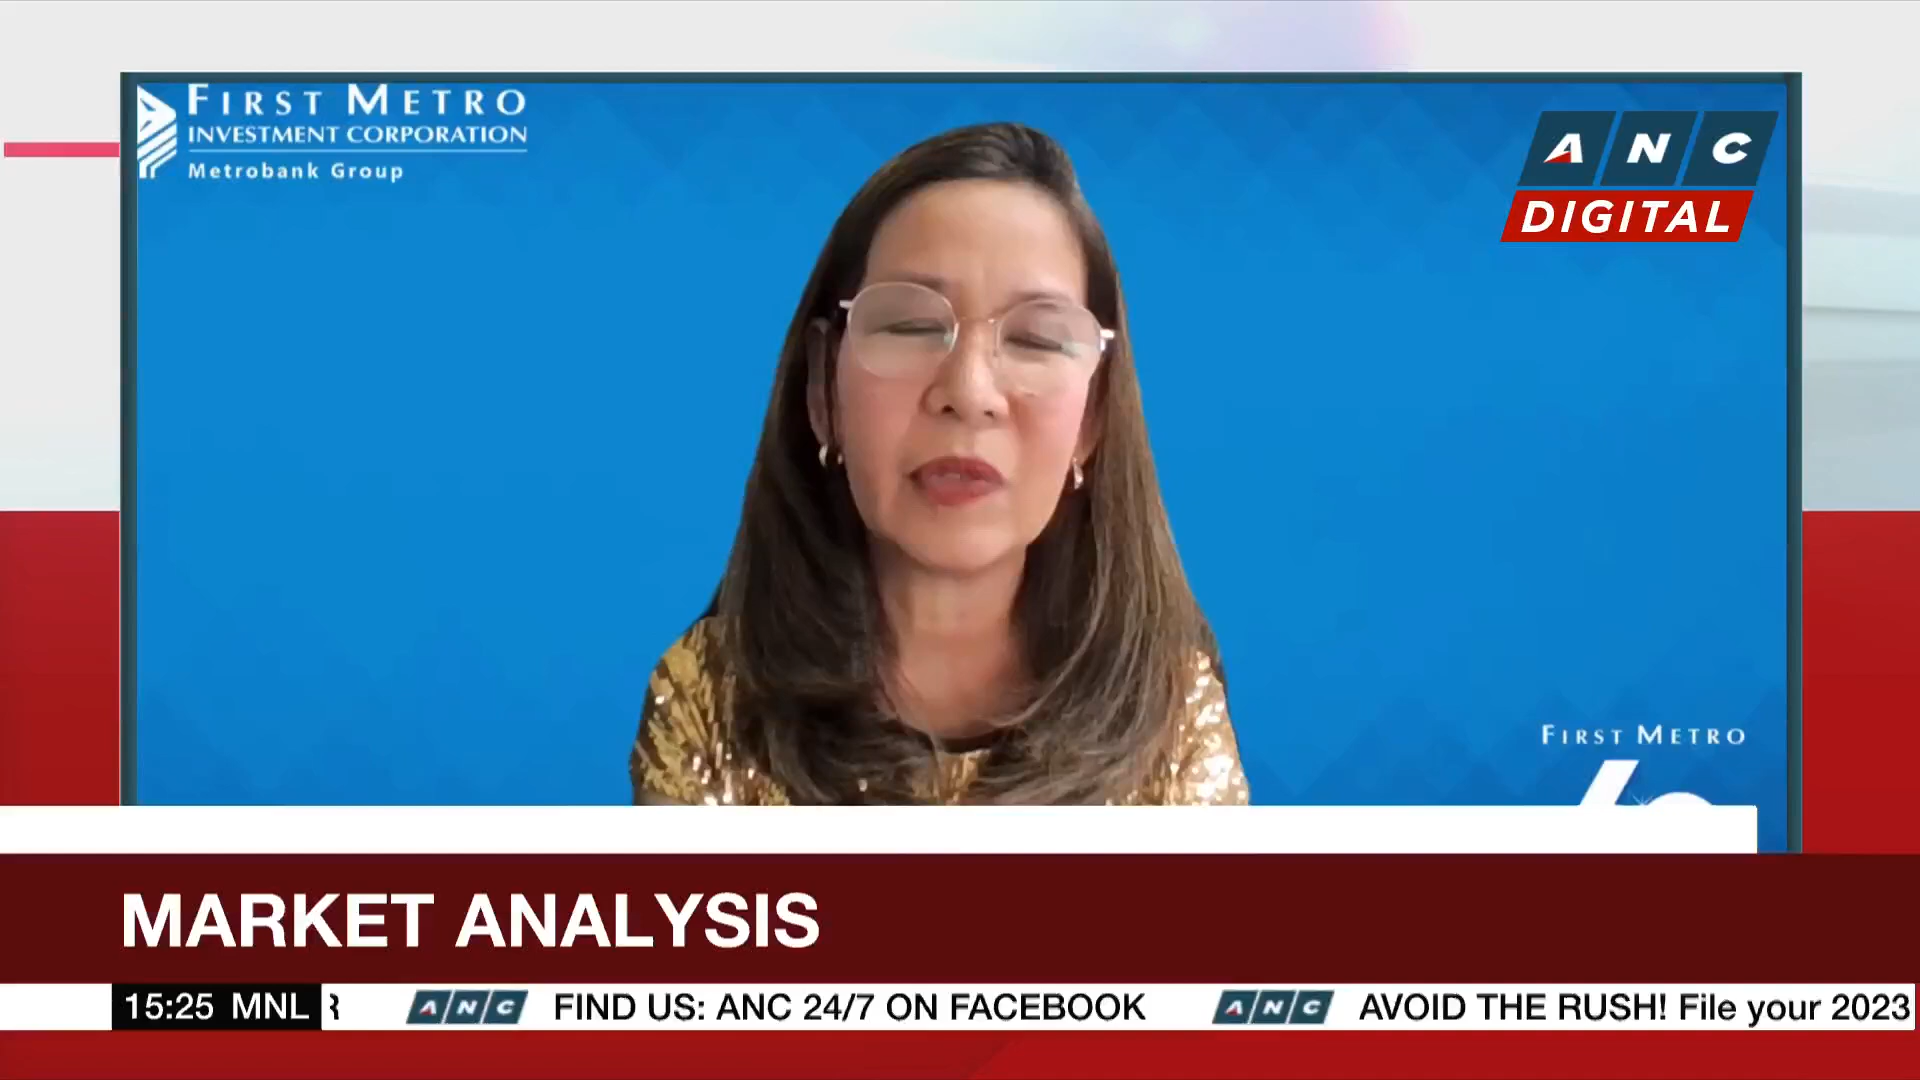 FIRST METRO
INVESTMENT CORPORATION
Metrobank Group
ANC
DIGITAL
FIRST METRO
MARKET ANALYSIS
15:25 MNL
ANC FIND US: ANC 24/7 ON FACEBOOK ANC AVOID THE RUSH! File your 2023